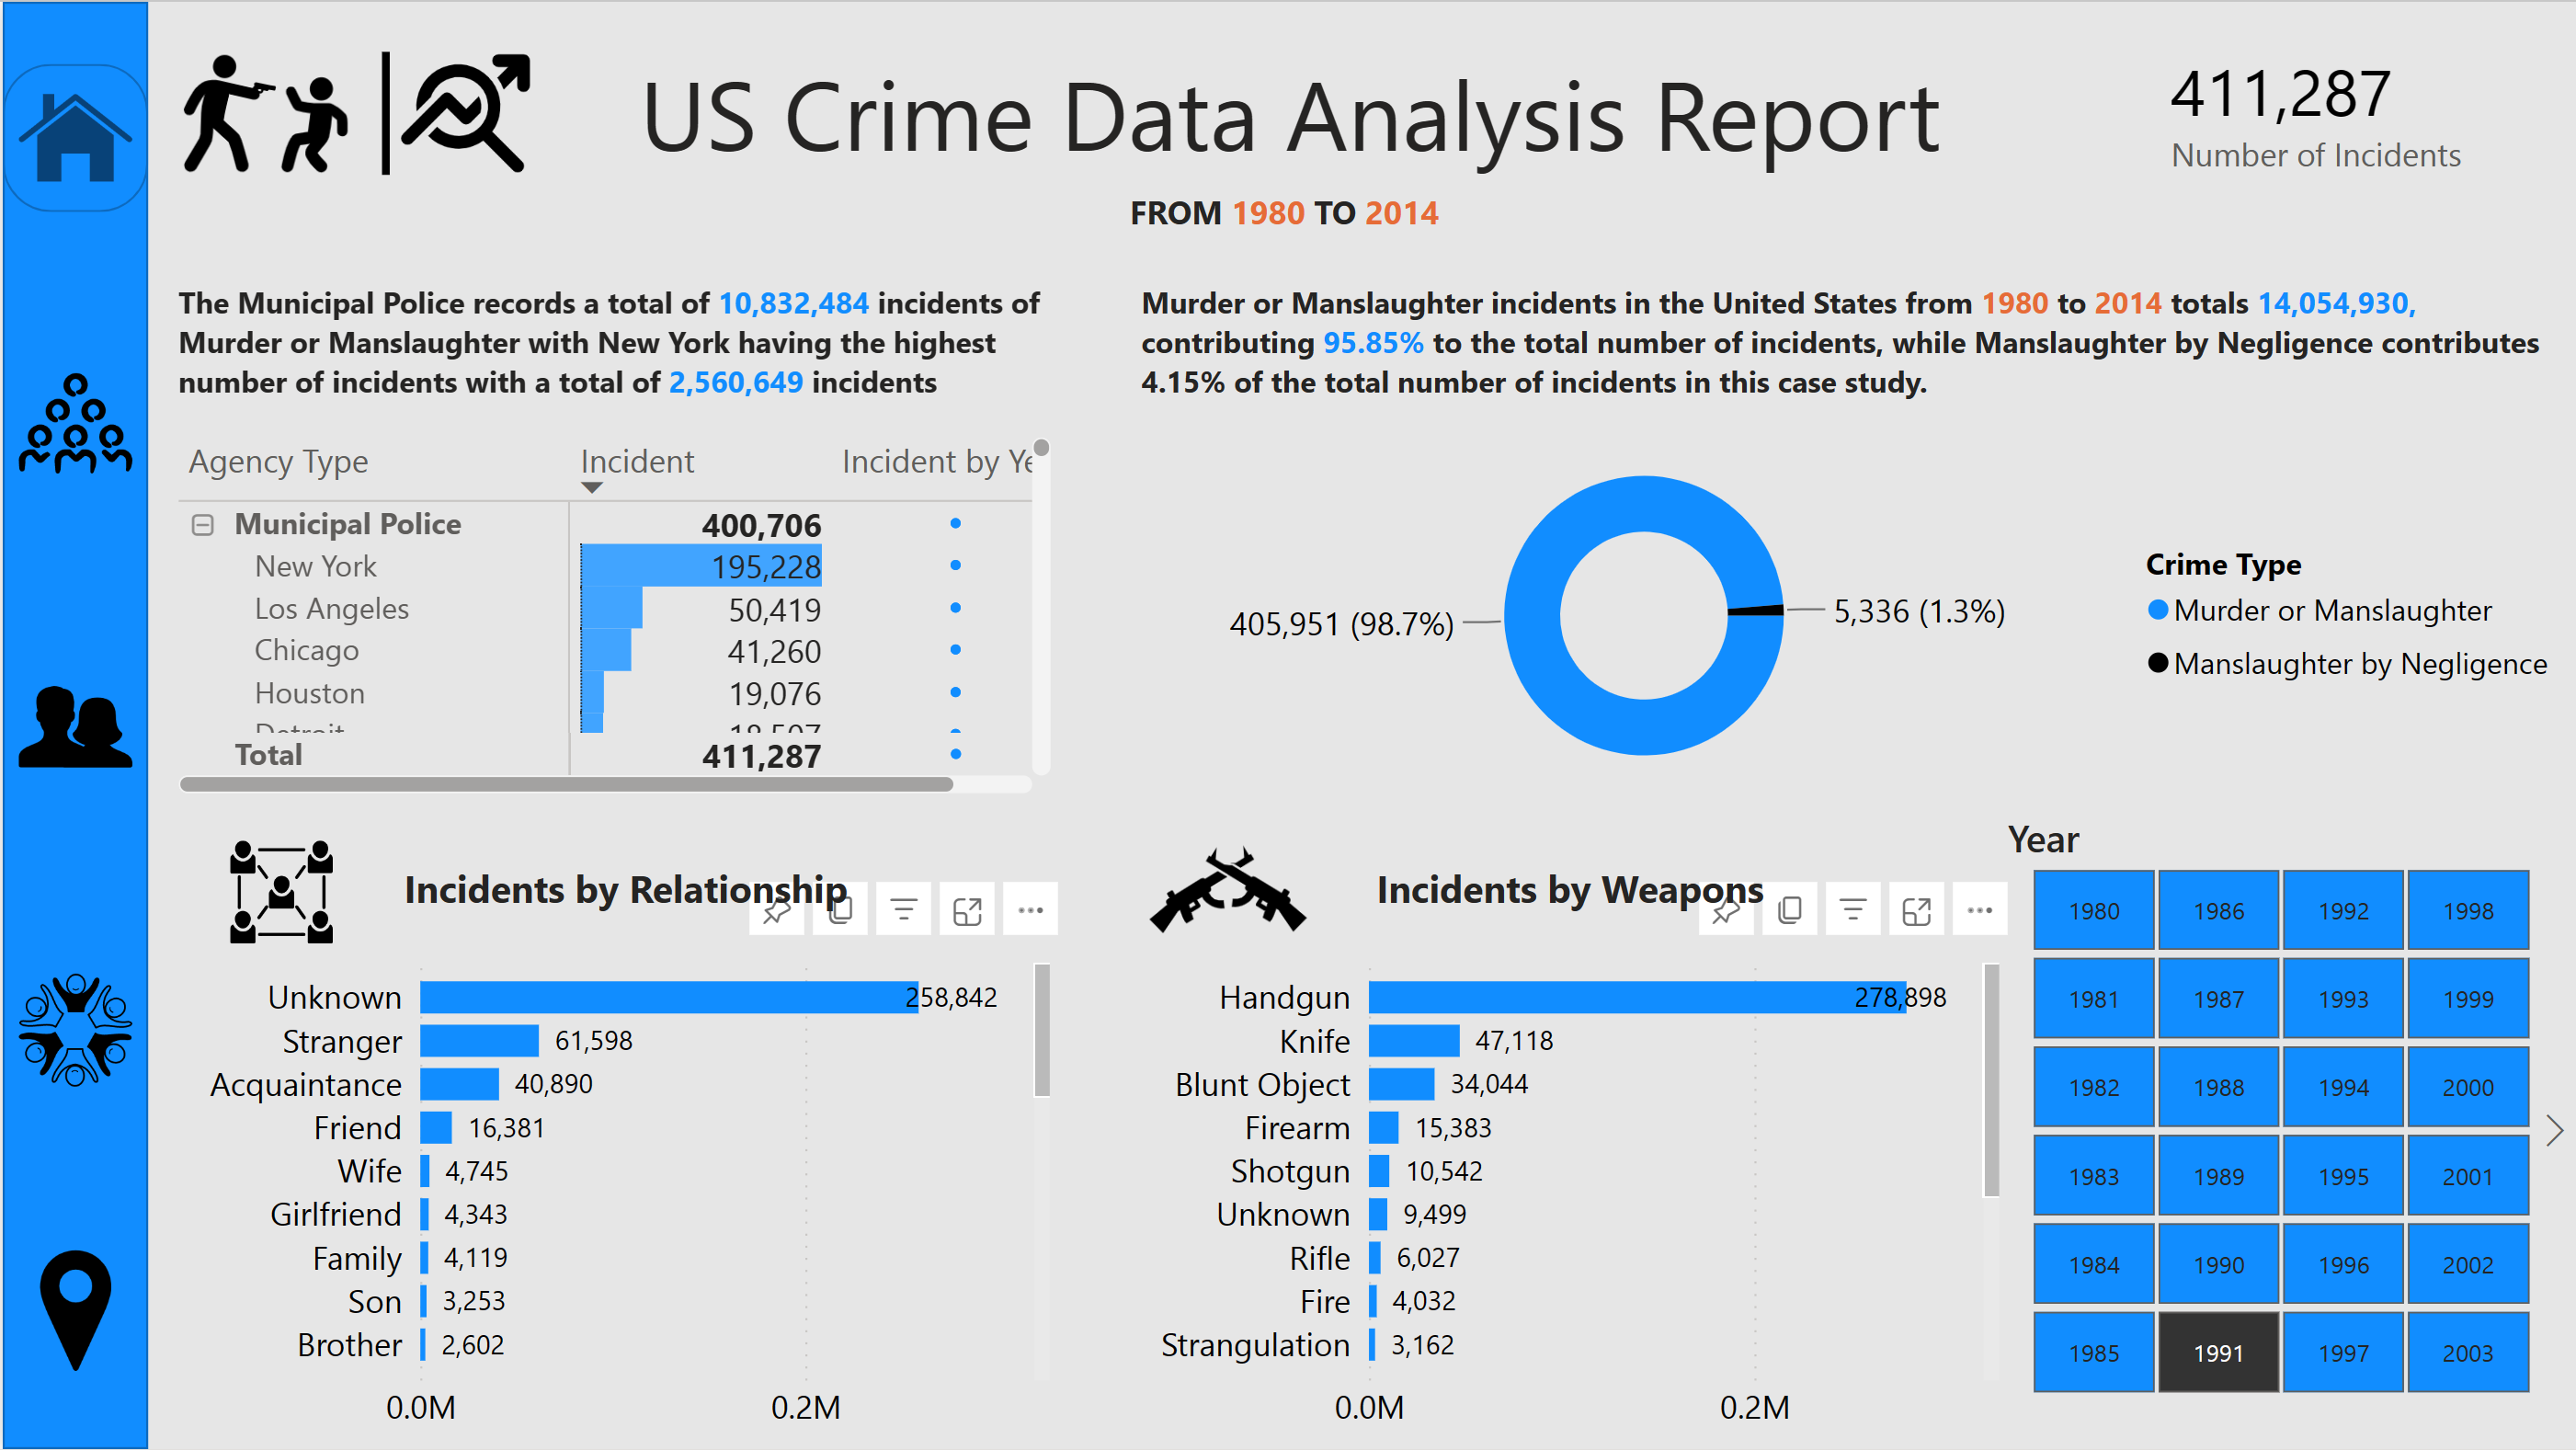 US Crime Data Analysis Report
411,287
Number of Incidents
FROM 1980 TO 2014
The Municipal Police records a total of 10,832,484 incidents of
Murder or Manslaughter with New York having the highest
number of incidents with a total of 2,560,649 incidents
Murder or Manslaughter incidents in the United States from 1980 to 2014 totals 14,054,930,
contributing 95.85% to the total number of incidents, while Manslaughter by Negligence contributes
4.15% of the total number of incidents in this case study.
Agency Type Incident Incident by Ye
Municipal Police 400,706
New York 195,228
Los Angeles 50,419
Chicago 41,260
Houston 19,076
Detroit 18,507
Total 411,287
405,951 (98.7%)
5,336 (1.3%)
Crime Type
Murder or Manslaughter
Manslaughter by Negligence
Incidents by Relationship
Unknown 258,842
Stranger 61,598
Acquaintance 40,890
Friend 16,381
Wife 4,745
Girlfriend 4,343
Family 4,119
Son 3,253
Brother 2,602
0.0M 0.2M
Incidents by Weapons
Handgun 278,898
Knife 47,118
Blunt Object 34,044
Firearm 15,383
Shotgun 10,542
Unknown 9,499
Rifle 6,027
Fire 4,032
Strangulation 3,162
0.0M 0.2M
Year
1980 1986 1992 1998
1981 1987 1993 1999
1982 1988 1994 2000
1983 1989 1995 2001
1984 1990 1996 2002
1985 1991 1997 2003